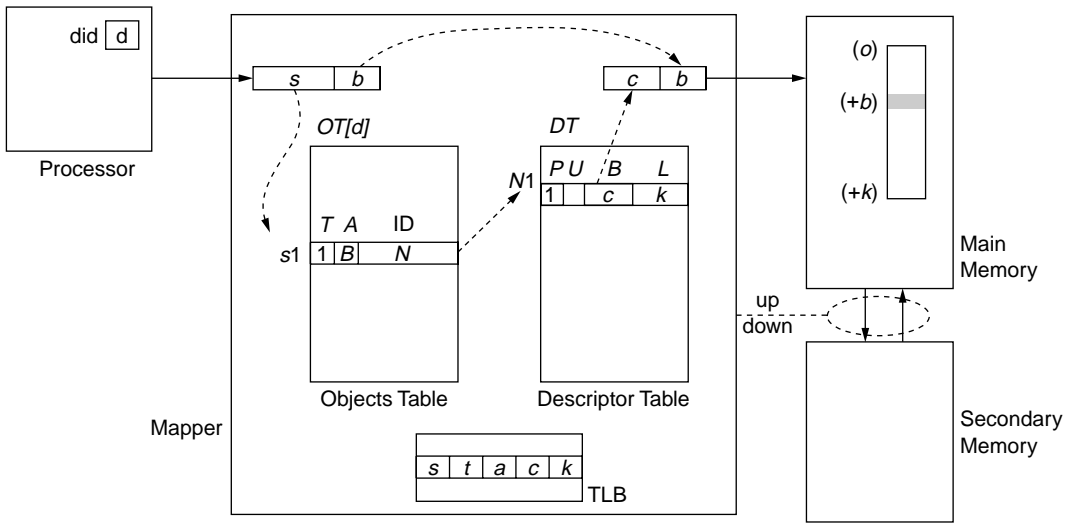 did d
Processor
s b
OT[d]
T A ID
s1 1 B N
Objects Table
c b
DT
P U B L
N1 1 c k
Descriptor Table
Mapper
s t a c k
TLB
(o)
(+b)
(+k)
Main
Memory
up
down
Secondary
Memory